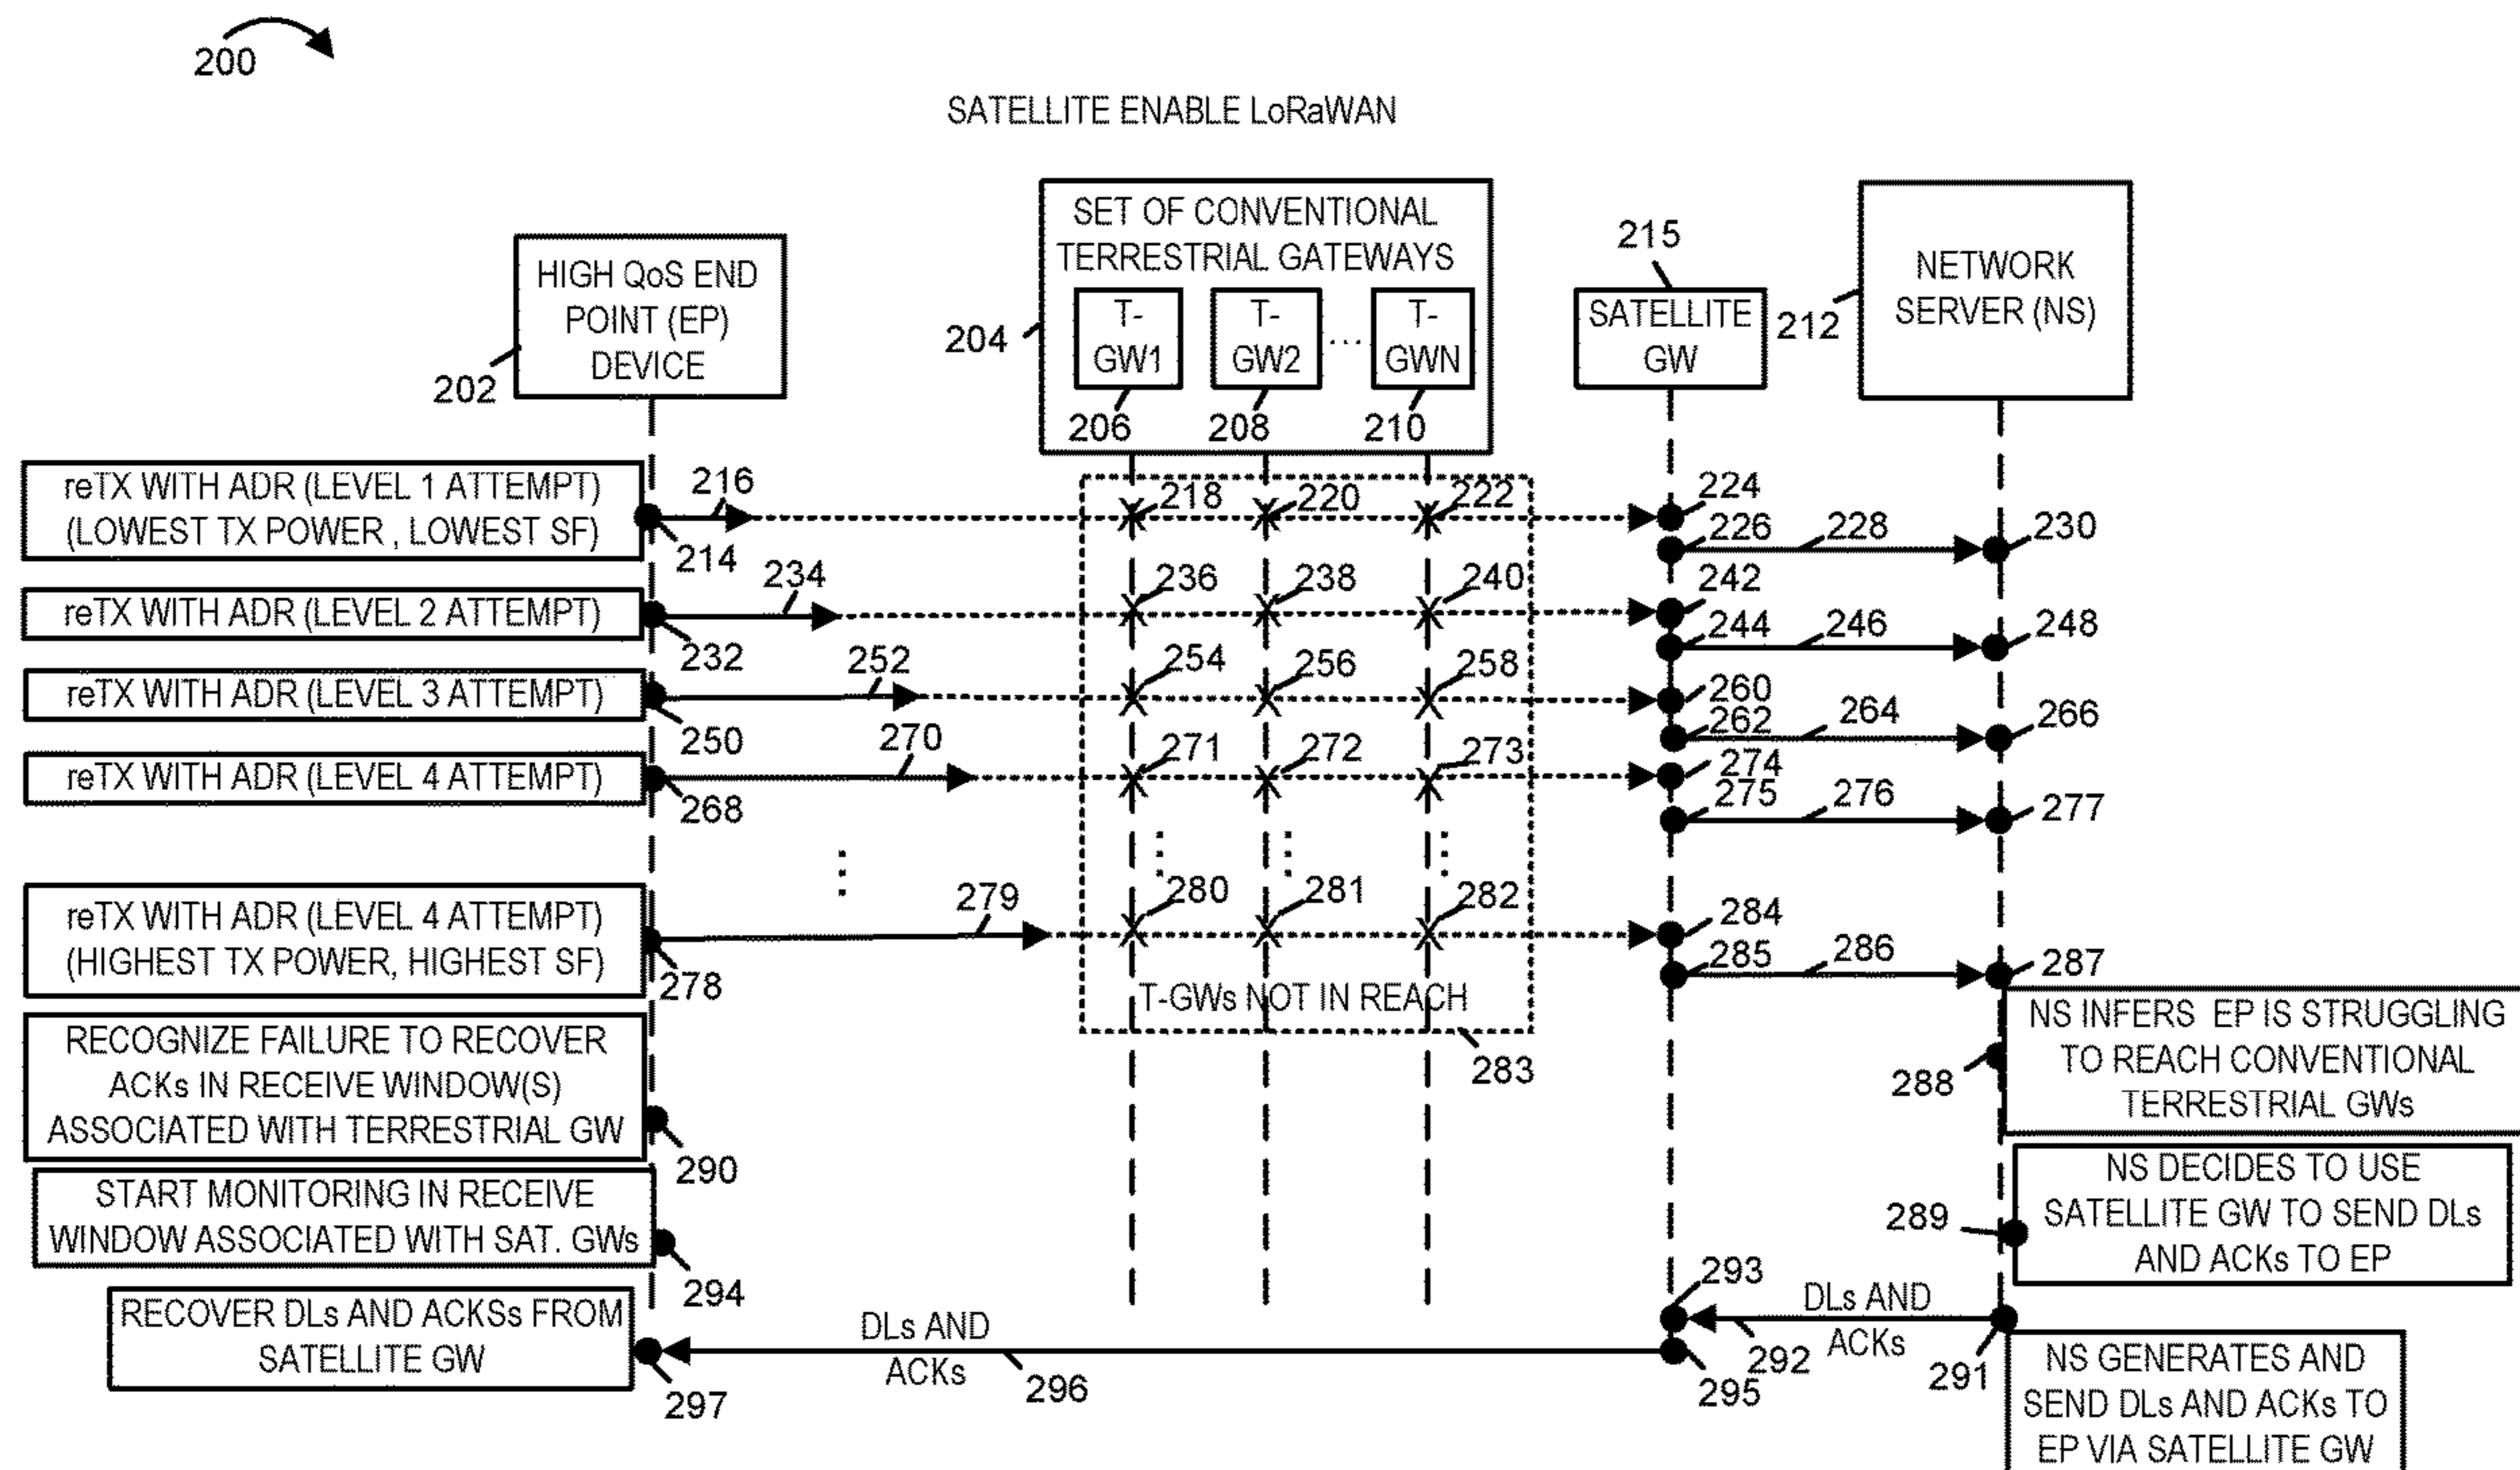 200
SATELLITE ENABLE LoRaWAN
HIGH QoS END
POINT (EP)
DEVICE
202
SET OF CONVENTIONAL
TERRESTRIAL GATEWAYS
T-
GW1
T-
GW2
...
T-
GWN
204
206
208
210
215
SATELLITE
GW
212
NETWORK
SERVER (NS)
reTX WITH ADR (LEVEL 1 ATTEMPT)
(LOWEST TX POWER , LOWEST SF)
214
216
218
220
222
224
226
228
230
reTX WITH ADR (LEVEL 2 ATTEMPT)
232
234
236
238
240
242
244
246
248
reTX WITH ADR (LEVEL 3 ATTEMPT)
250
252
254
256
258
260
262
264
266
reTX WITH ADR (LEVEL 4 ATTEMPT)
268
270
271
272
273
274
275
276
277
reTX WITH ADR (LEVEL 4 ATTEMPT)
(HIGHEST TX POWER, HIGHEST SF)
278
279
280
281
282
284
285
286
287
T-GWs NOT IN REACH
283
NS INFERS EP IS STRUGGLING
TO REACH CONVENTIONAL
TERRESTRIAL GWs
288
RECOGNIZE FAILURE TO RECOVER
ACKs IN RECEIVE WINDOW(S)
ASSOCIATED WITH TERRESTRIAL GW
290
NS DECIDES TO USE
SATELLITE GW TO SEND DLs
AND ACKs TO EP
289
START MONITORING IN RECEIVE
WINDOW ASSOCIATED WITH SAT. GWs
294
293
DLs AND
ACKs
292
291
NS GENERATES AND
SEND DLs AND ACKs TO
EP VIA SATELLITE GW
RECOVER DLs AND ACKSs FROM
SATELLITE GW
297
DLs AND
ACKs
296
295